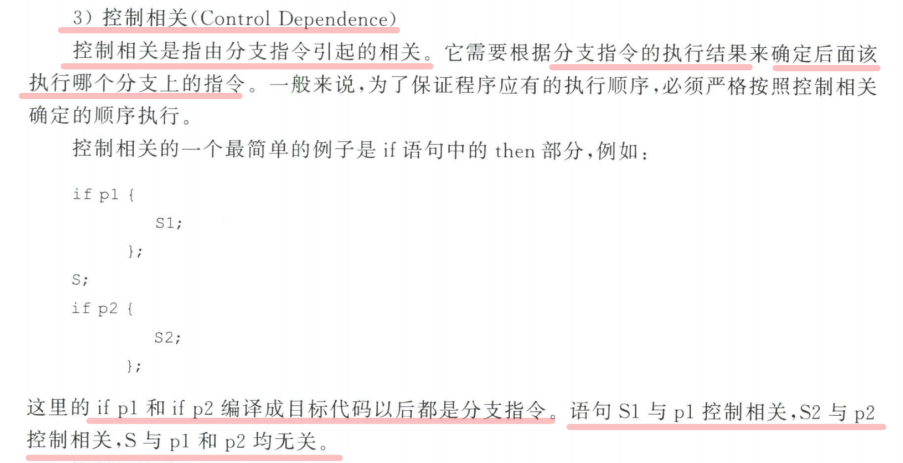 3）控制相关(Control Dependence)
控制相关是指由分支指令引起的相关。它需要根据分支指令的执行结果来确定后面该
执行哪个分支上的指令。一般来说,为了保证程序应有的执行顺序,必须严格按照控制相关
确定的顺序执行。
控制相关的一个最简单的例子是 if 语句中的 then 部分,例如:
if p1 {
S1;
};
S;
if p2 {
S2;
};
这里的 if p1 和 if p2 编译成目标代码以后都是分支指令。语句 S1 与 p1 控制相关,S2 与 p2
控制相关,S 与 p1 和 p2 均无关。